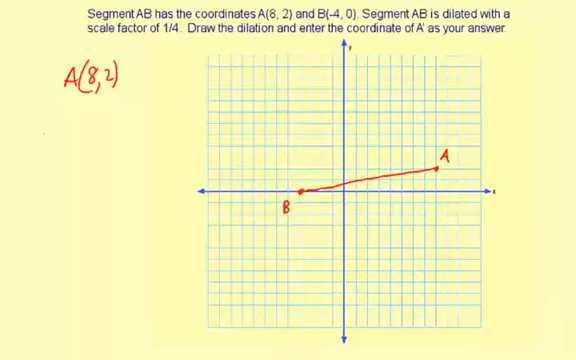 Segment AB has the coordinates A(8, 2) and B(-4, 0). Segment AB is dilated with a
scale factor of 1/4. Draw the dilation and enter the coordinate of A' as your answer.
A(8,2)
y
A
x
B